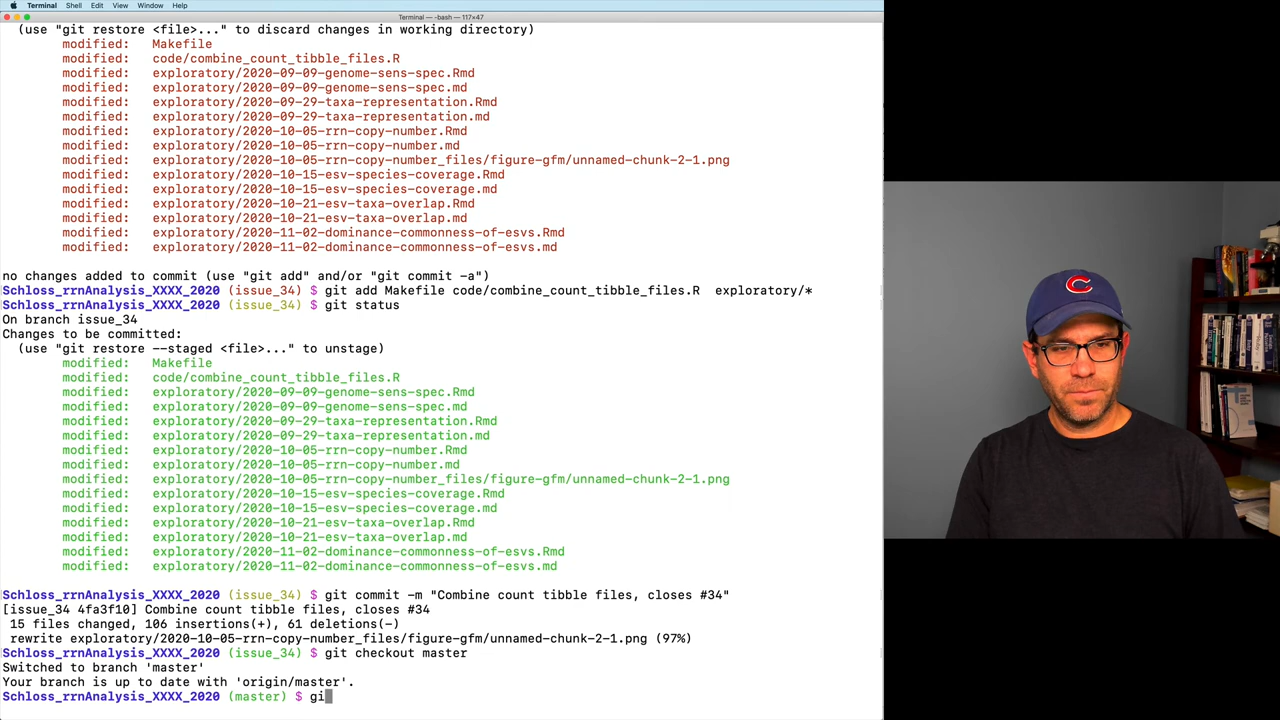 Terminal Shell Edit View Window Help
Terminal — -bash — 117×47
(use "git restore <file>..." to discard changes in working directory)
modified: Makefile
modified: code/combine_count_tibble_files.R
modified: exploratory/2020-09-09-genome-sens-spec.Rmd
modified: exploratory/2020-09-09-genome-sens-spec.md
modified: exploratory/2020-09-29-taxa-representation.Rmd
modified: exploratory/2020-09-29-taxa-representation.md
modified: exploratory/2020-10-05-rrn-copy-number.Rmd
modified: exploratory/2020-10-05-rrn-copy-number.md
modified: exploratory/2020-10-05-rrn-copy-number_files/figure-gfm/unnamed-chunk-2-1.png
modified: exploratory/2020-10-15-esv-species-coverage.Rmd
modified: exploratory/2020-10-15-esv-species-coverage.md
modified: exploratory/2020-10-21-esv-taxa-overlap.Rmd
modified: exploratory/2020-10-21-esv-taxa-overlap.md
modified: exploratory/2020-11-02-dominance-commonness-of-esvs.Rmd
modified: exploratory/2020-11-02-dominance-commonness-of-esvs.md
no changes added to commit (use "git add" and/or "git commit -a")
Schloss_rrnAnalysis_XXXX_2020 (issue_34) $ git add Makefile code/combine_count_tibble_files.R exploratory/*
Schloss_rrnAnalysis_XXXX_2020 (issue_34) $ git status
On branch issue_34
Changes to be committed:
(use "git restore --staged <file>..." to unstage)
modified: Makefile
modified: code/combine_count_tibble_files.R
modified: exploratory/2020-09-09-genome-sens-spec.Rmd
modified: exploratory/2020-09-09-genome-sens-spec.md
modified: exploratory/2020-09-29-taxa-representation.Rmd
modified: exploratory/2020-09-29-taxa-representation.md
modified: exploratory/2020-10-05-rrn-copy-number.Rmd
modified: exploratory/2020-10-05-rrn-copy-number.md
modified: exploratory/2020-10-05-rrn-copy-number_files/figure-gfm/unnamed-chunk-2-1.png
modified: exploratory/2020-10-15-esv-species-coverage.Rmd
modified: exploratory/2020-10-15-esv-species-coverage.md
modified: exploratory/2020-10-21-esv-taxa-overlap.Rmd
modified: exploratory/2020-10-21-esv-taxa-overlap.md
modified: exploratory/2020-11-02-dominance-commonness-of-esvs.Rmd
modified: exploratory/2020-11-02-dominance-commonness-of-esvs.md
Schloss_rrnAnalysis_XXXX_2020 (issue_34) $ git commit -m "Combine count tibble files, closes #34"
[issue_34 4fa3f10] Combine count tibble files, closes #34
15 files changed, 106 insertions(+), 61 deletions(-)
rewrite exploratory/2020-10-05-rrn-copy-number_files/figure-gfm/unnamed-chunk-2-1.png (97%)
Schloss_rrnAnalysis_XXXX_2020 (issue_34) $ git checkout master
Switched to branch 'master'
Your branch is up to date with 'origin/master'.
Schloss_rrnAnalysis_XXXX_2020 (master) $ gi
C